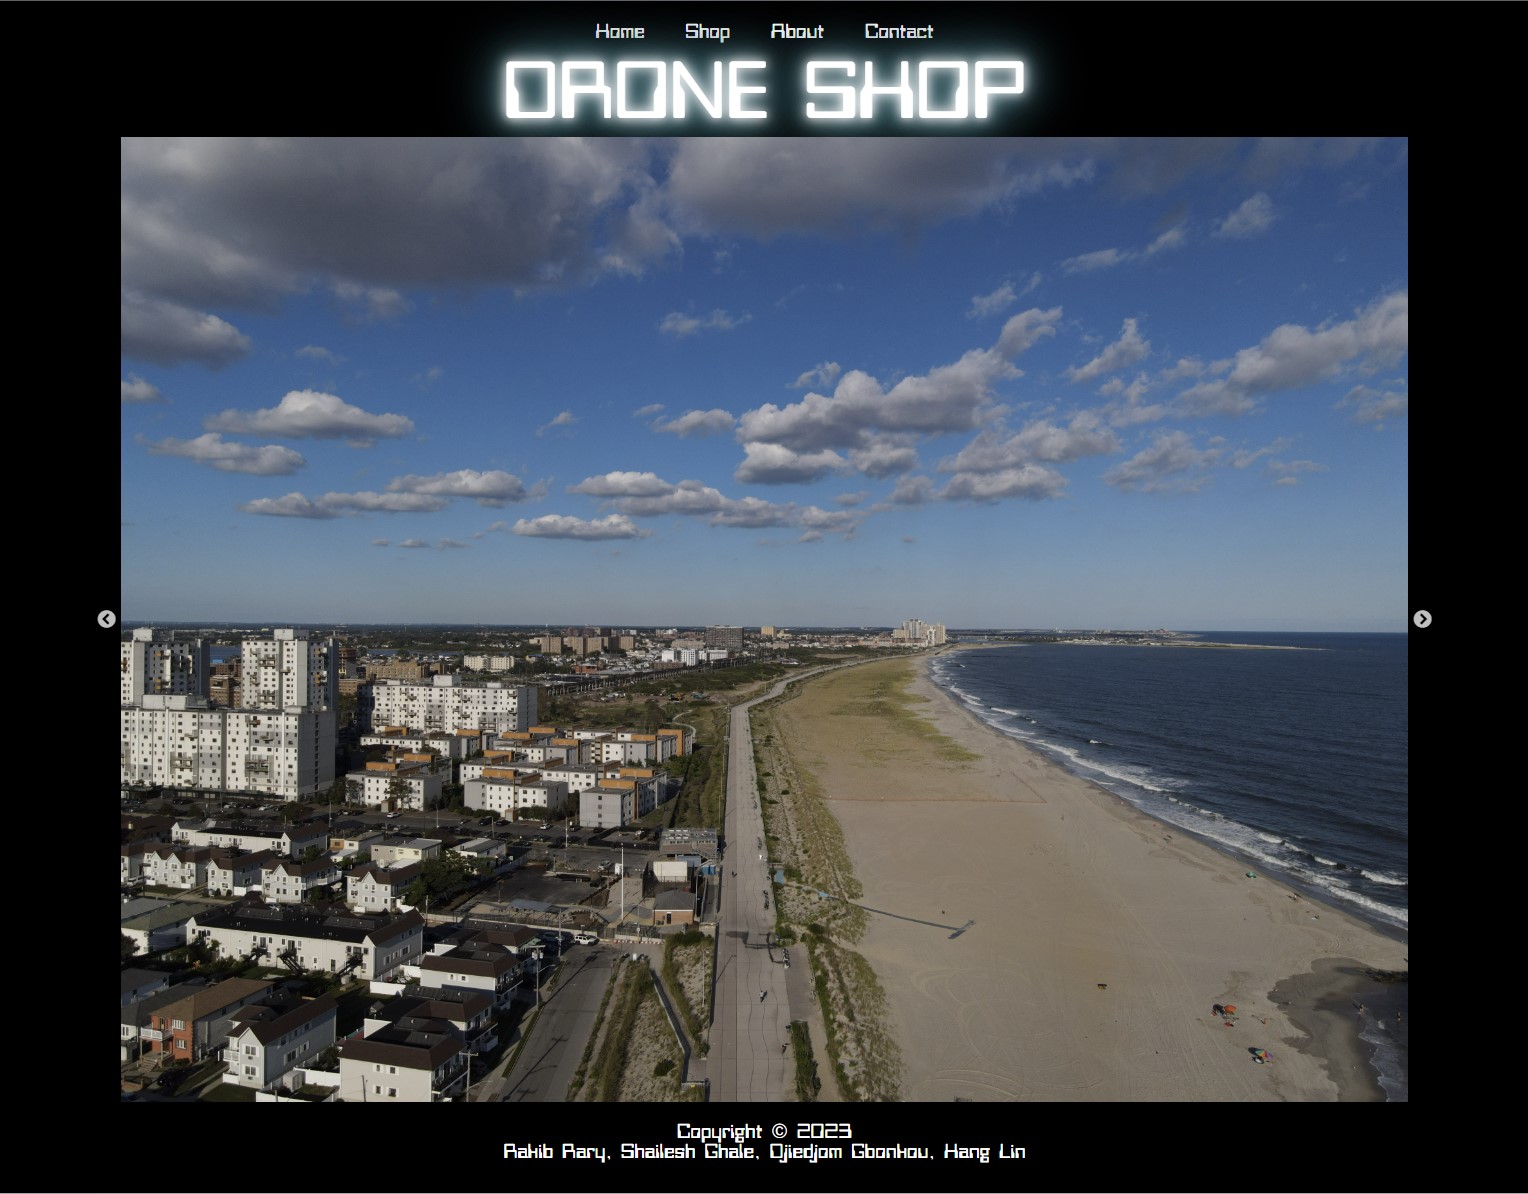 Home Shop About Contact
DRONE SHOP
Copyright © 2023
Rakib Rary, Shailesh Ghale, Djiedjom Gbonkou, Hang Lin